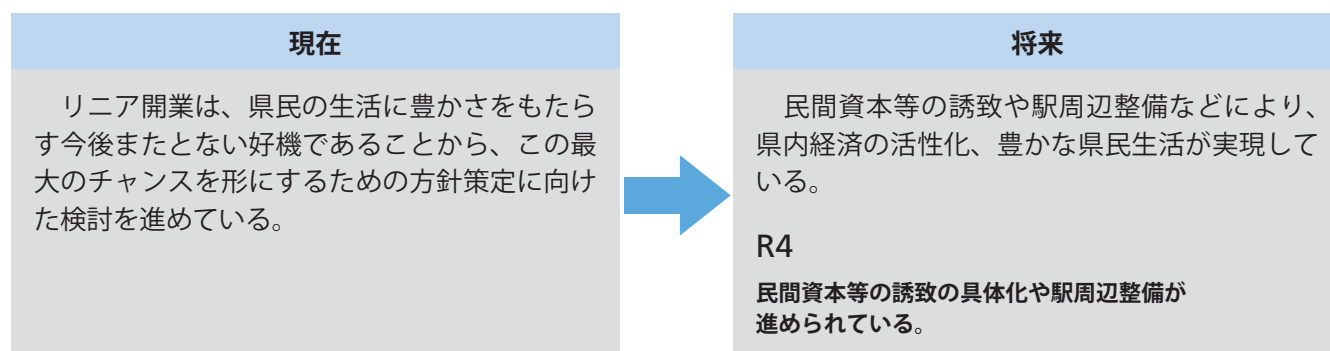 現在
　リニア開業は、県民の生活に豊かさをもたら
す今後またとない好機であることから、この最
大のチャンスを形にするための方針策定に向け
た検討を進めている。
将来
　民間資本等の誘致や駅周辺整備などにより、
県内経済の活性化、豊かな県民生活が実現して
いる。
R4
民間資本等の誘致の具体化や駅周辺整備が
進められている。